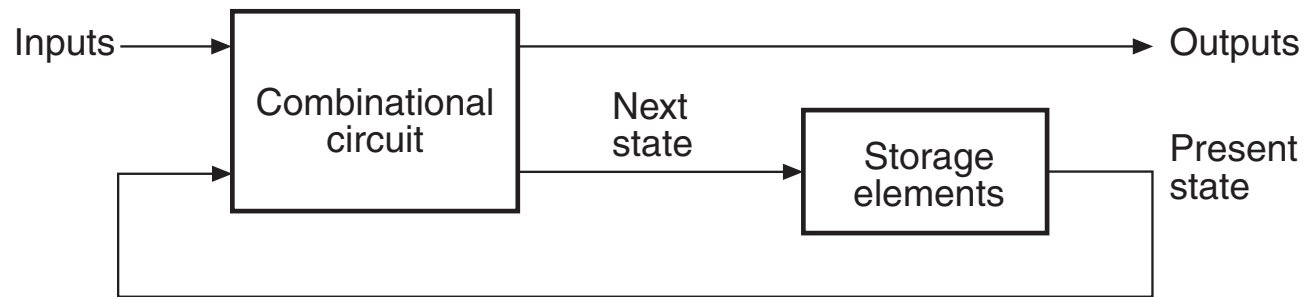 Inputs
Combinational
circuit
Next
state
Storage
elements
Outputs
Present
state